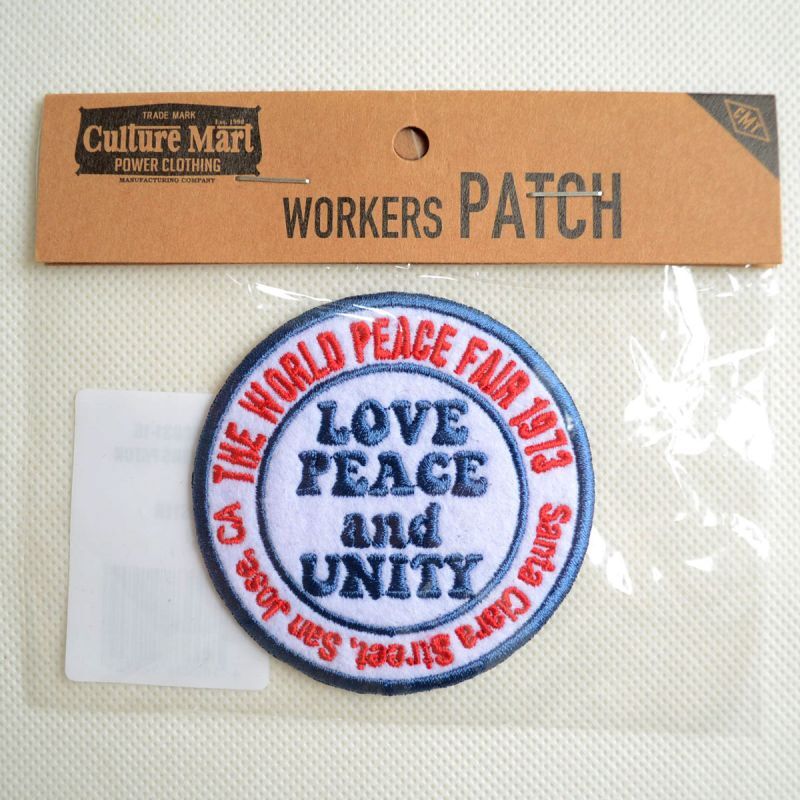 TRADE MARK
Est. 1990
Culture Mart
POWER CLOTHING
MANUFACTURING COMPANY
CMT
WORKERS PATCH
THE WORLD PEACE FAIR 1973
LOVE
PEACE
and
UNITY
Santa Clara Street, San Jose, CA